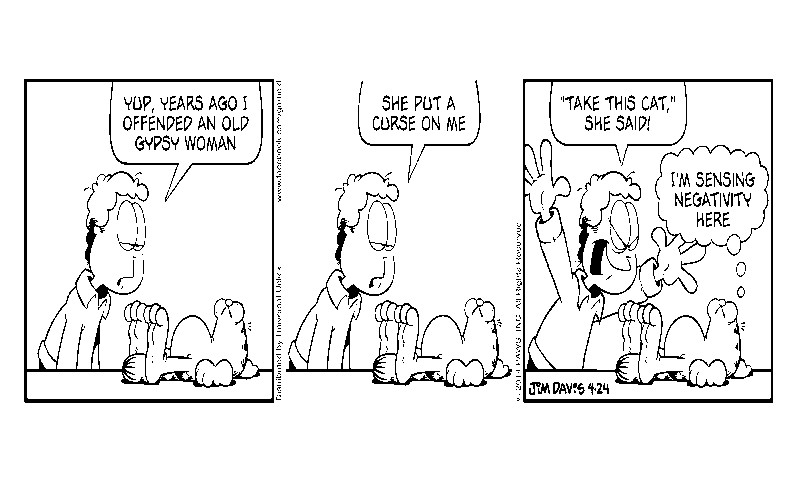 YUP, YEARS AGO I
OFFENDED AN OLD
GYPSY WOMAN
SHE PUT A
CURSE ON ME
"TAKE THIS CAT,"
SHE SAID!
I'M SENSING
NEGATIVITY
HERE
JIM DAVIS 4·24